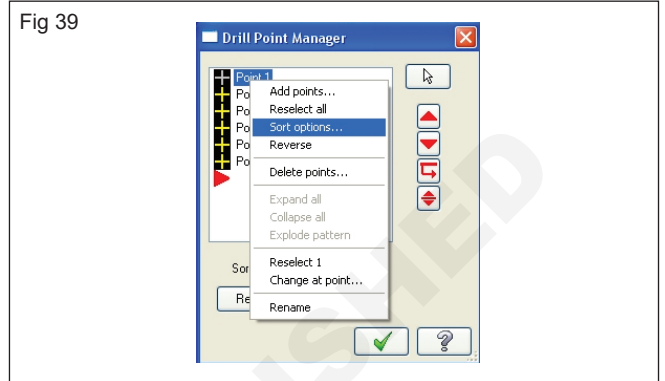 Fig 39
Drill Point Manager
Point 1
Po
Po
Po
Po
Po
Add points...
Reselect all
Sort options...
Reverse
Delete points...
Expand all
Collapse all
Explode pattern
Reselect 1
Change at point...
Rename
Sor
Re
?
SHED